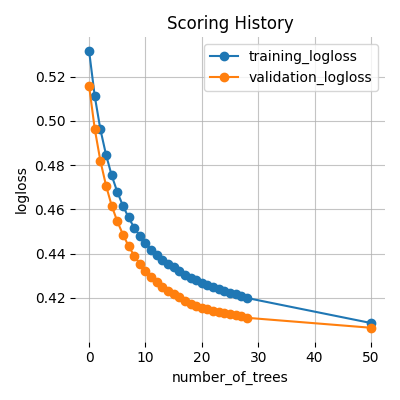 Scoring History
training_logloss
validation_logloss
logloss
0.52
0.50
0.48
0.46
0.44
0.42
0 10 20 30 40 50
number_of_trees